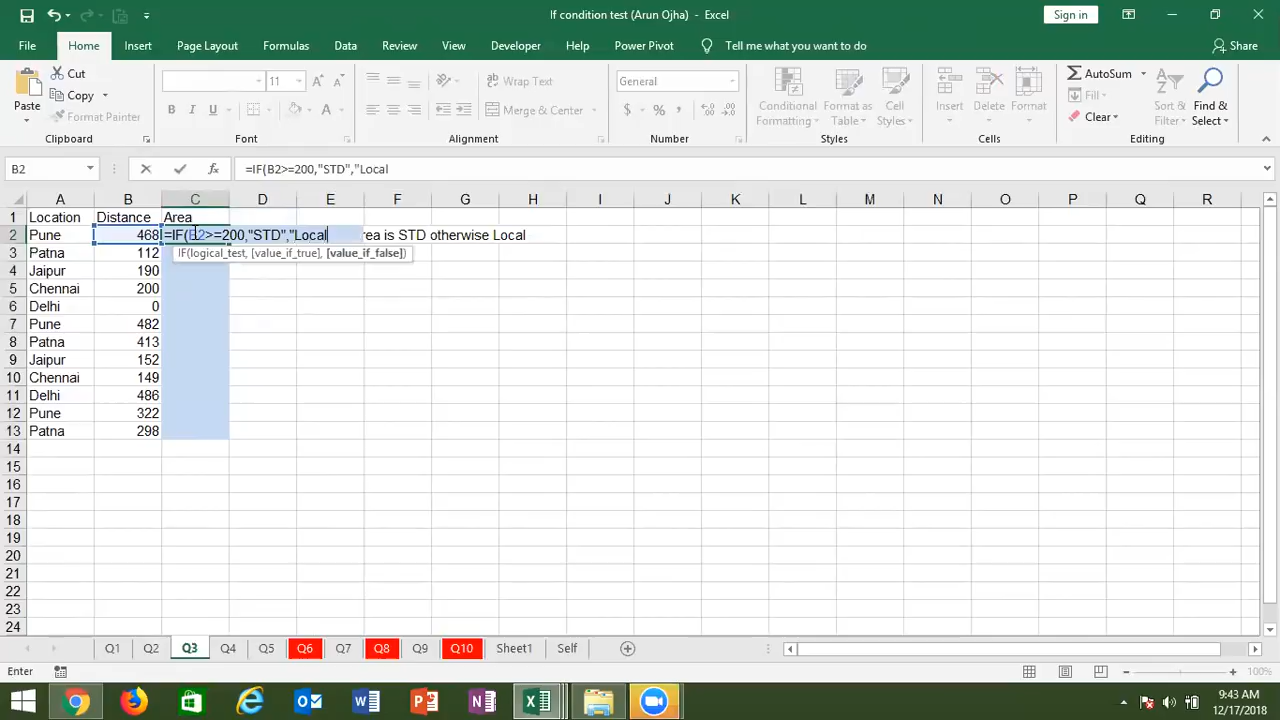 If condition test (Arun Ojha) - Excel
Sign in
File Home Insert Page Layout Formulas Data Review View Developer Help Power Pivot Tell me what you want to do Share
Paste
Cut
Copy
Format Painter
Clipboard
11
A A
B I U A
Font
Wrap Text
Merge & Center
Alignment
General
$ % ,
Number
Conditional Formatting
Format as Table
Cell Styles
Styles
Insert Delete Format
Cells
AutoSum
Fill
Clear
Sort & Filter
Find & Select
Editing
B2 fx =IF(B2>=200,"STD","Local
A B C D E F G H I J K L M N O P Q R
1 Location Distance Area
2 Pune 468 =IF(B2>=200,"STD","Local rea is STD otherwise Local
IF(logical_test, [value_if_true], [value_if_false])
3 Patna 112
4 Jaipur 190
5 Chennai 200
6 Delhi 0
7 Pune 482
8 Patna 413
9 Jaipur 152
10 Chennai 149
11 Delhi 486
12 Pune 322
13 Patna 298
14
15
16
17
18
19
20
21
22
23
24
Q1 Q2 Q3 Q4 Q5 Q6 Q7 Q8 Q9 Q10 Sheet1 Self
Enter 100%
9:43 AM
12/17/2018